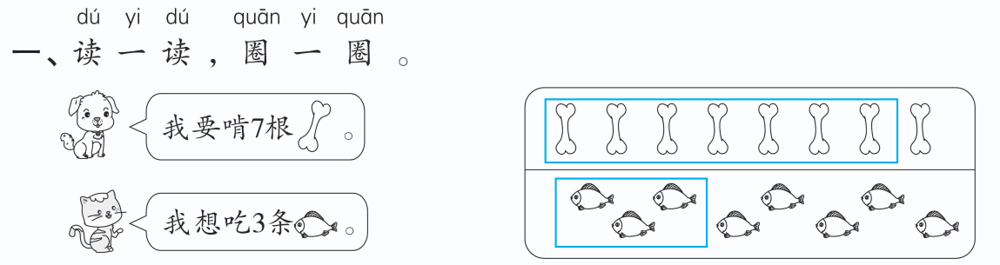 dú yi dú quān yi quān
一、读一读，圈一圈。
我要啃7根。
我想吃3条。